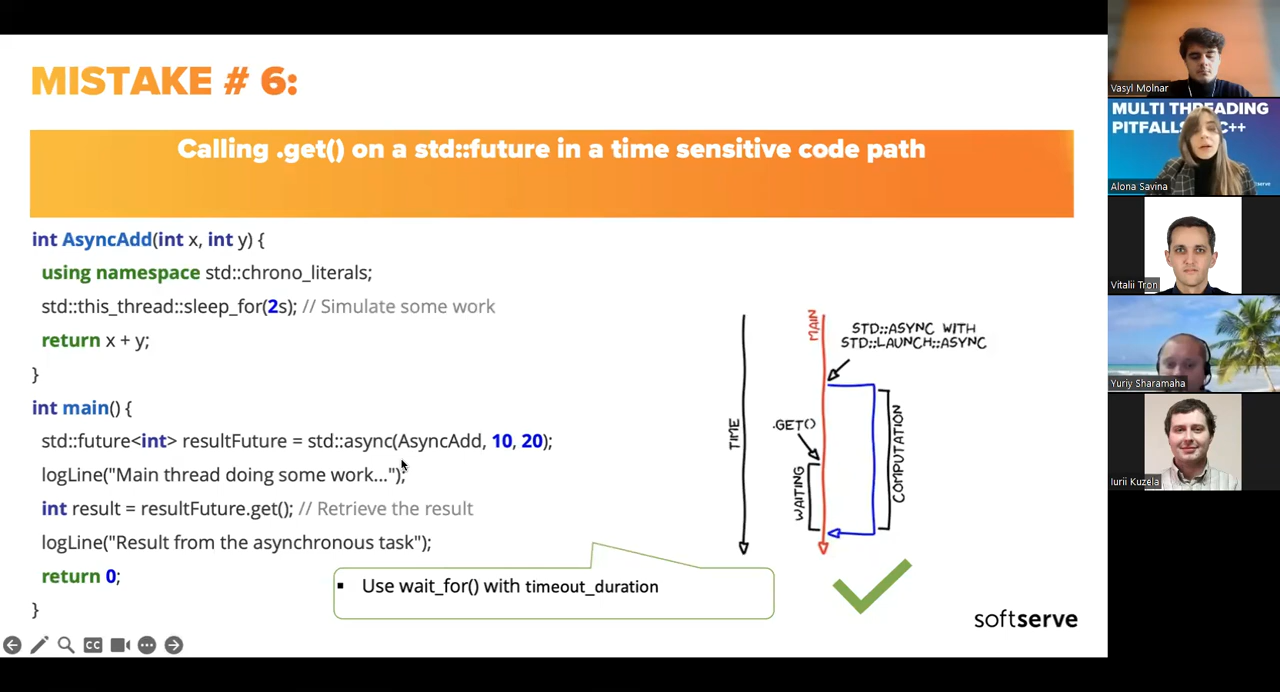 MISTAKE # 6:
Calling .get() on a std::future in a time sensitive code path
int AsyncAdd(int x, int y) {
using namespace std::chrono_literals;
std::this_thread::sleep_for(2s); // Simulate some work
return x + y;
}
int main() {
std::future<int> resultFuture = std::async(AsyncAdd, 10, 20);
logLine("Main thread doing some work...");
int result = resultFuture.get(); // Retrieve the result
logLine("Result from the asynchronous task");
return 0;
}
Use wait_for() with timeout_duration
TIME
MAIN
STD::ASYNC WITH
STD::LAUNCH::ASYNC
.GET()
WAITING
COMPUTATION
softserve
CC
Vasyl Molnar
MULTI THREADING
PITFALLS C++
serve
Alona Savina
Vitalii Tron
Yuriy Sharamaha
Iurii Kuzela